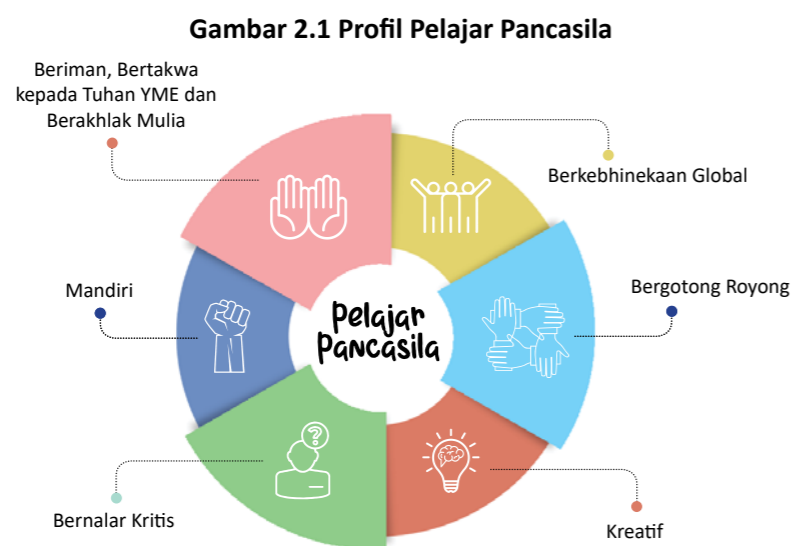 Gambar 2.1 Profil Pelajar Pancasila
Beriman, Bertakwa
kepada Tuhan YME dan
Berakhlak Mulia
Berkebhinekaan Global
Mandiri
Bergotong Royong
Pelajar
Pancasila
?
Bernalar Kritis
Kreatif